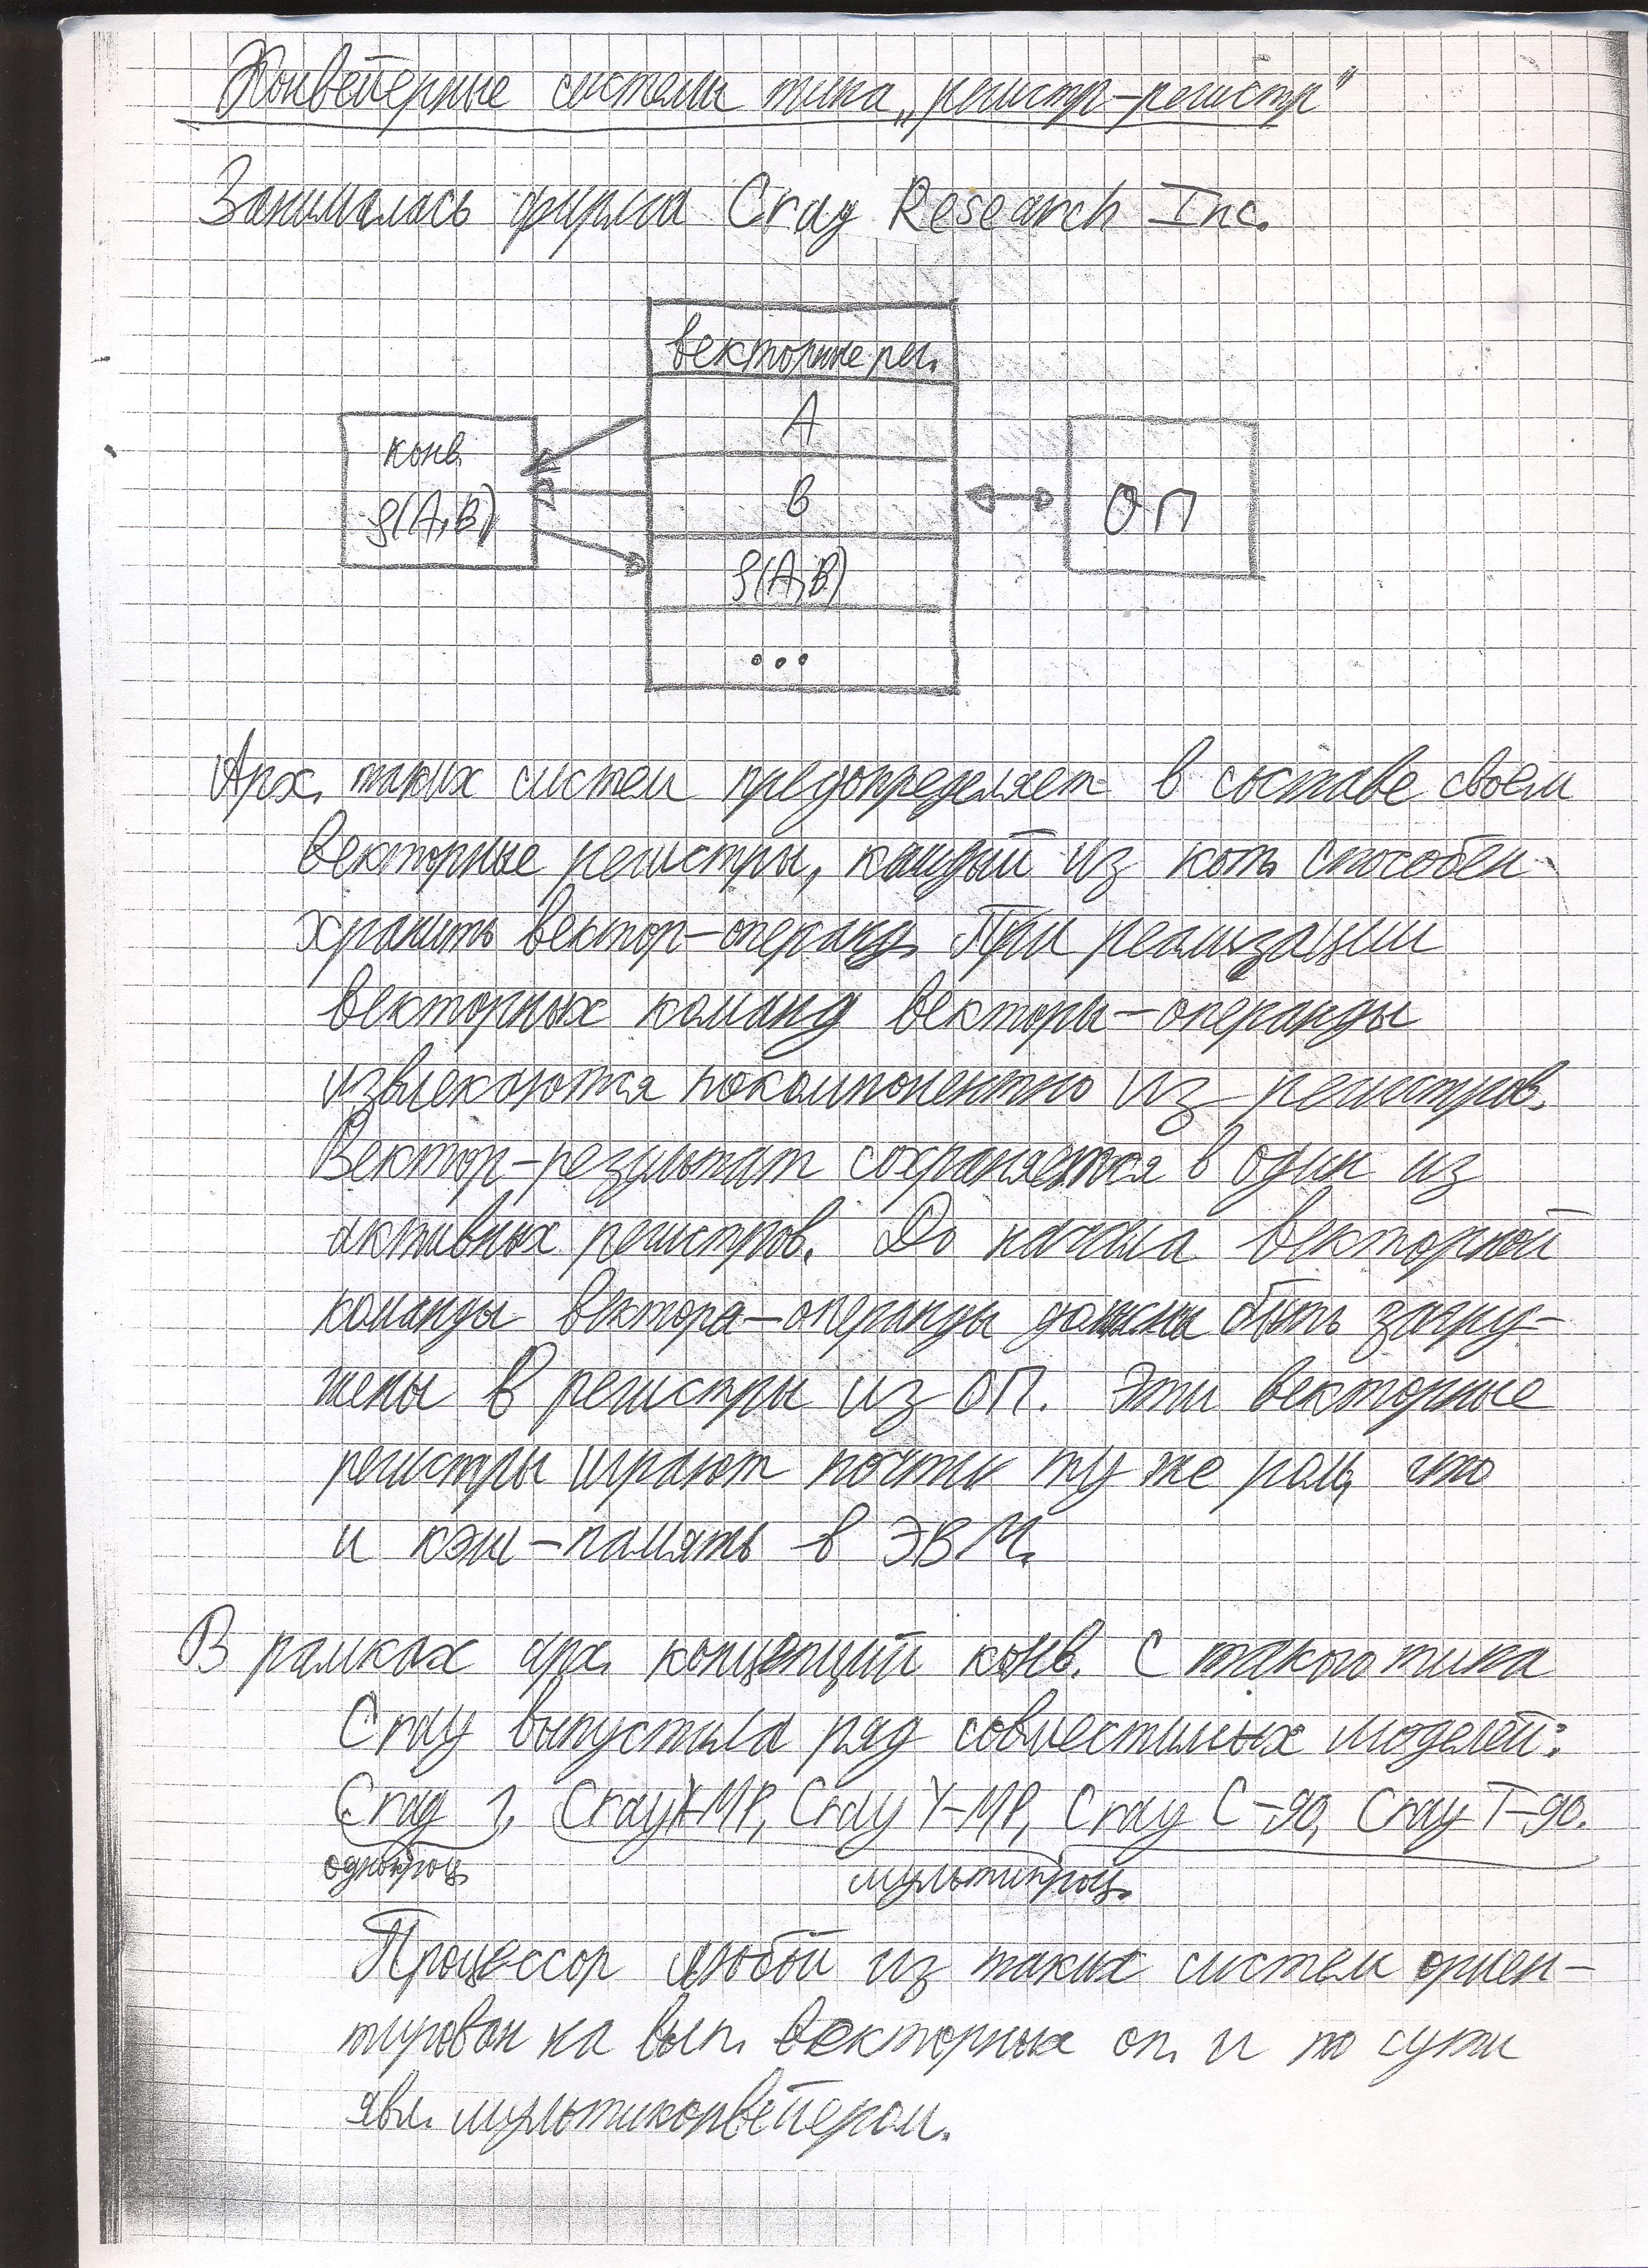 Конвейерные системы типа „регистр-регистр"
Занималась фирма Cray Research Inc.
векторные рег.
A
конв.
B
ρ(A,B)
ОП
ρ(A,B)
...
Арх. таких систем предопределяет в составе своем
векторные регистры, каждый из кот. способен
хранить вектор-операнд. При реализации
векторных команд векторы-операнды
извлекаются покомпонентно из регистров.
Вектор-результат сохраняется в один из
активных регистров. До начала векторной
команды вектора-операнды должны быть загру-
жены в регистры из ОП. Эти векторные
регистры играют почти ту же роль, что
и кэш-память в ЭВМ.
В рамках арх. концепций конв. С такого типа
Cray выпустила ряд совместимых моделей:
Cray 1, Cray X-MP, Cray Y-MP, Cray C-90, Cray T-90.
однопроц. мультипроц.
Процессор любой из таких систем ориен-
тирован на вып. векторных оп. и по сути
явл. мультиконвейером.